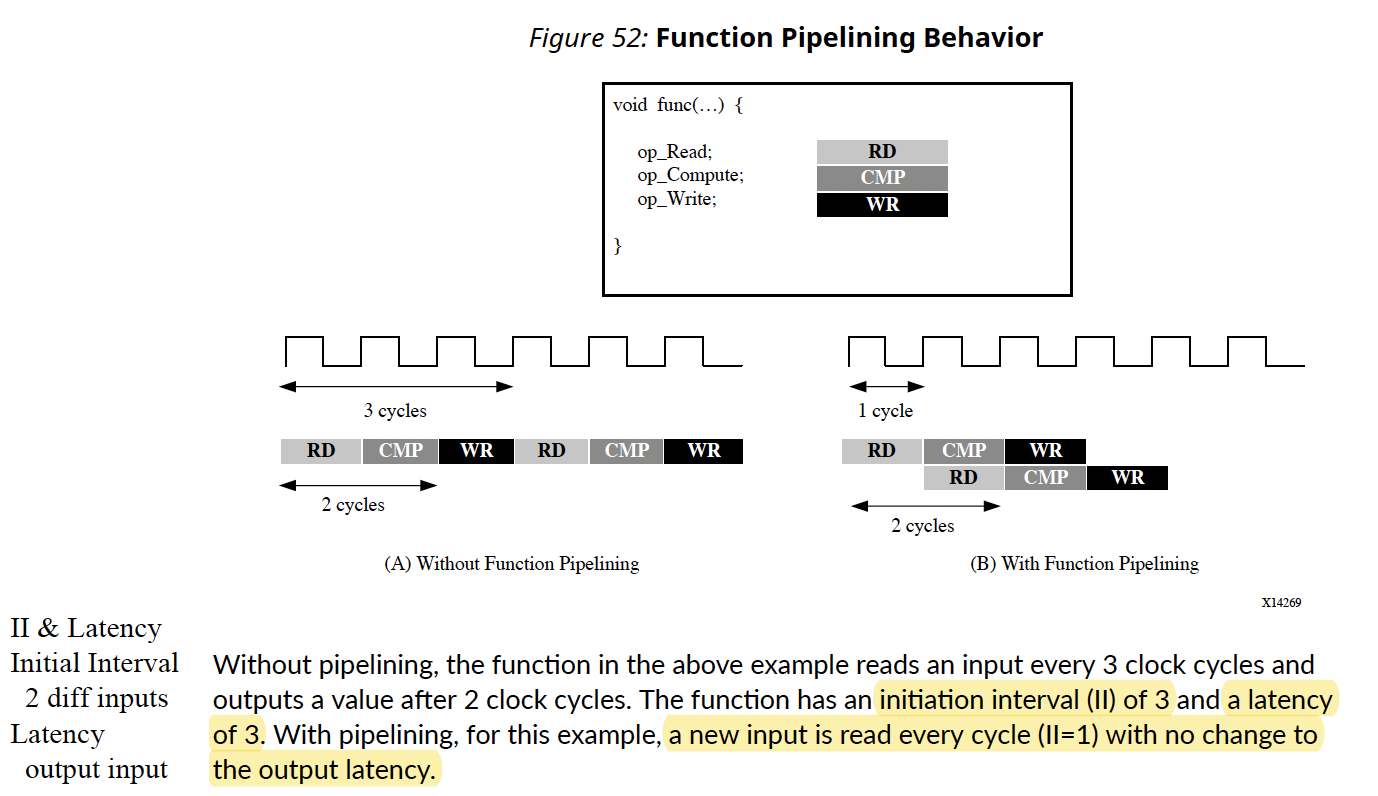 Figure 52: Function Pipelining Behavior
void func(…) {
op_Read;
RD
op_Compute;
CMP
op_Write;
WR
}
3 cycles
RD CMP WR RD CMP WR
2 cycles
(A) Without Function Pipelining
1 cycle
RD CMP WR
RD CMP WR
2 cycles
(B) With Function Pipelining
X14269
II & Latency
Initial Interval
2 diff inputs
Latency
output input
Without pipelining, the function in the above example reads an input every 3 clock cycles and
outputs a value after 2 clock cycles. The function has an initiation interval (II) of 3 and a latency
of 3. With pipelining, for this example, a new input is read every cycle (II=1) with no change to
the output latency.